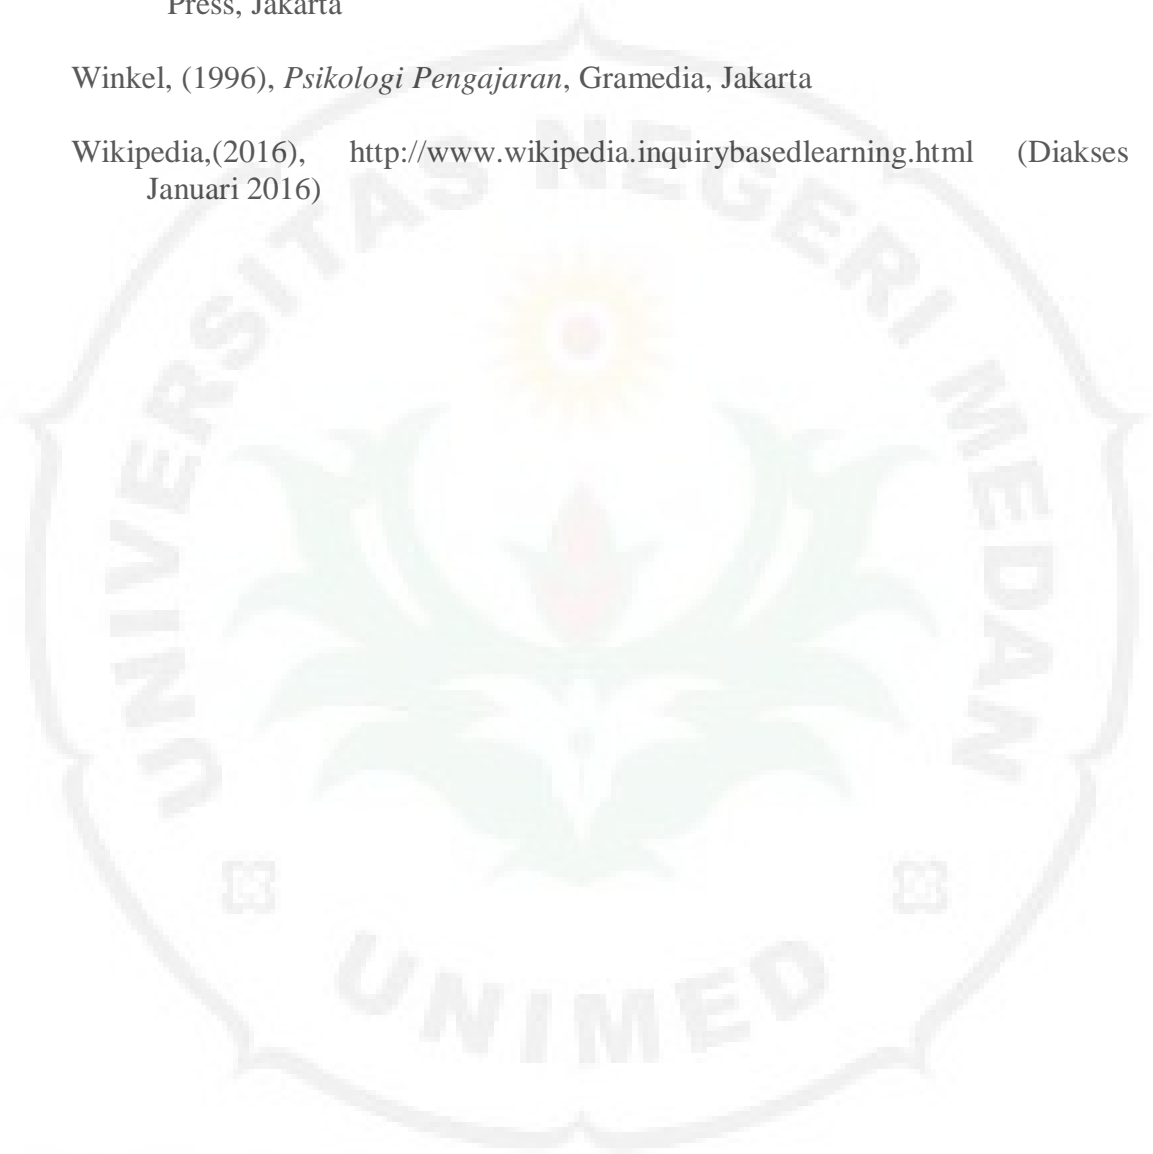 Press, Jakarta
Winkel, (1996), Psikologi Pengajaran, Gramedia, Jakarta
Wikipedia,(2016), http://www.wikipedia.inquirybasedlearning.html (Diakses
Januari 2016)
UNIVERSITAS NEGERI MEDAN
UNIMED